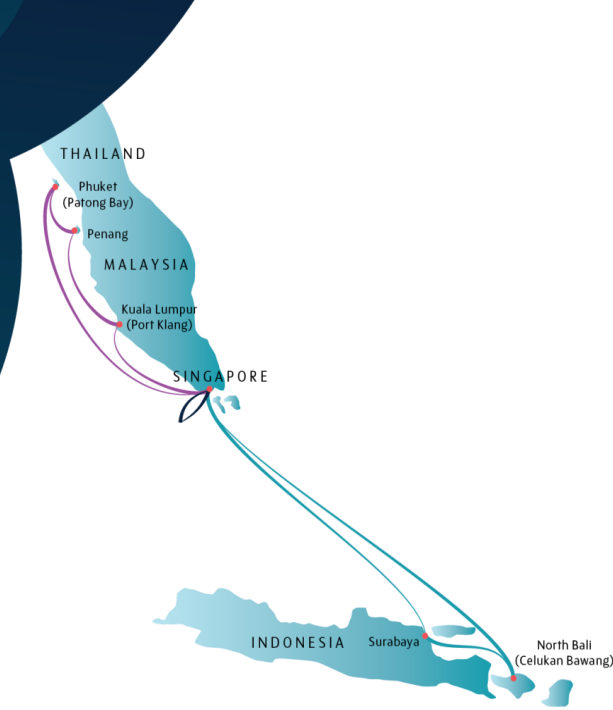 THAILAND
Phuket
(Patong Bay)
Penang
MALAYSIA
Kuala Lumpur
(Port Klang)
SINGAPORE
INDONESIA
Surabaya
North Bali
(Celukan Bawang)